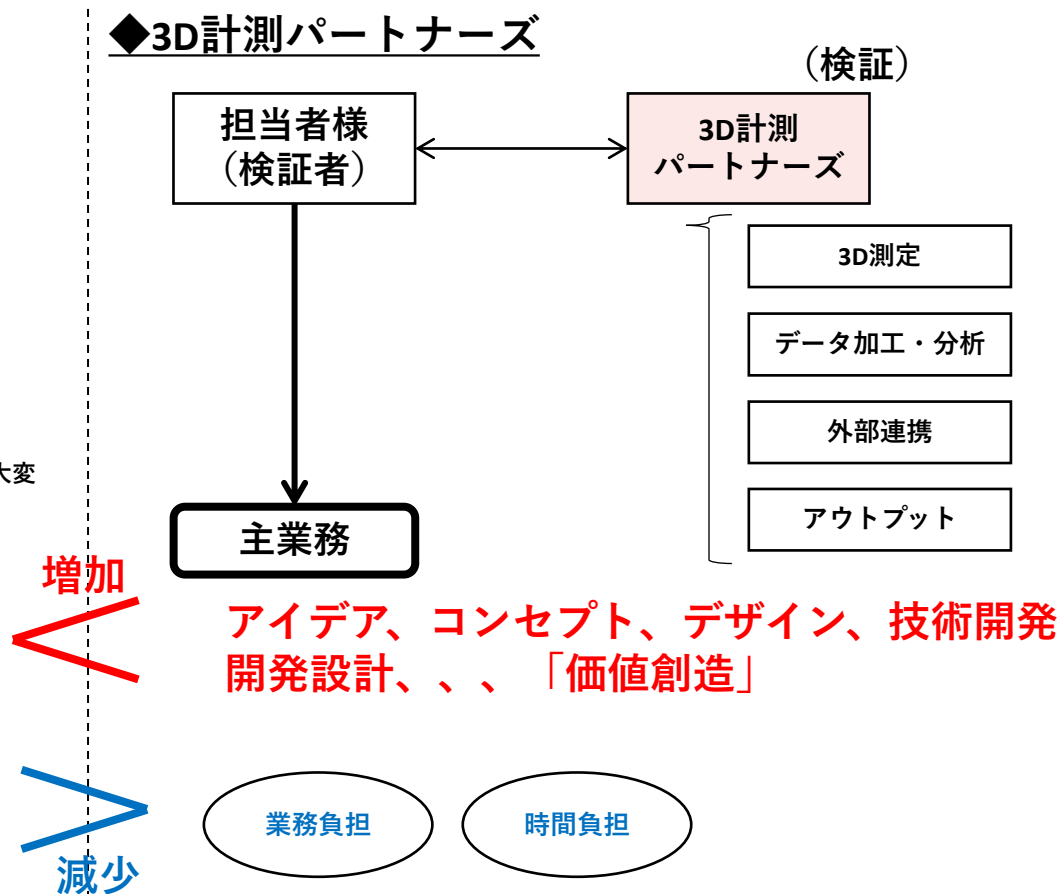 ◆3D計測パートナーズ
(検証)
担当者様
(検証者)
3D計測
パートナーズ
3D測定
データ加工・分析
外部連携
アウトプット
大変
主業務
増加
アイデア、コンセプト、デザイン、技術開発
開発設計、、、「価値創造」
業務負担
時間負担
減少